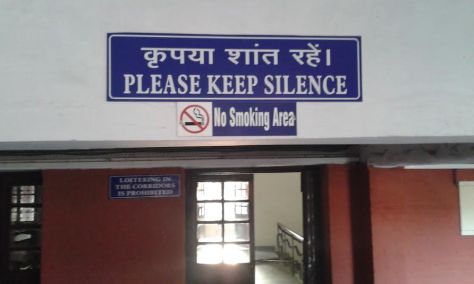 कृपया शांत रहें।
PLEASE KEEP SILENCE
No Smoking Area
LOITERING IN
THE CORRIDORS
IS PROHIBITED